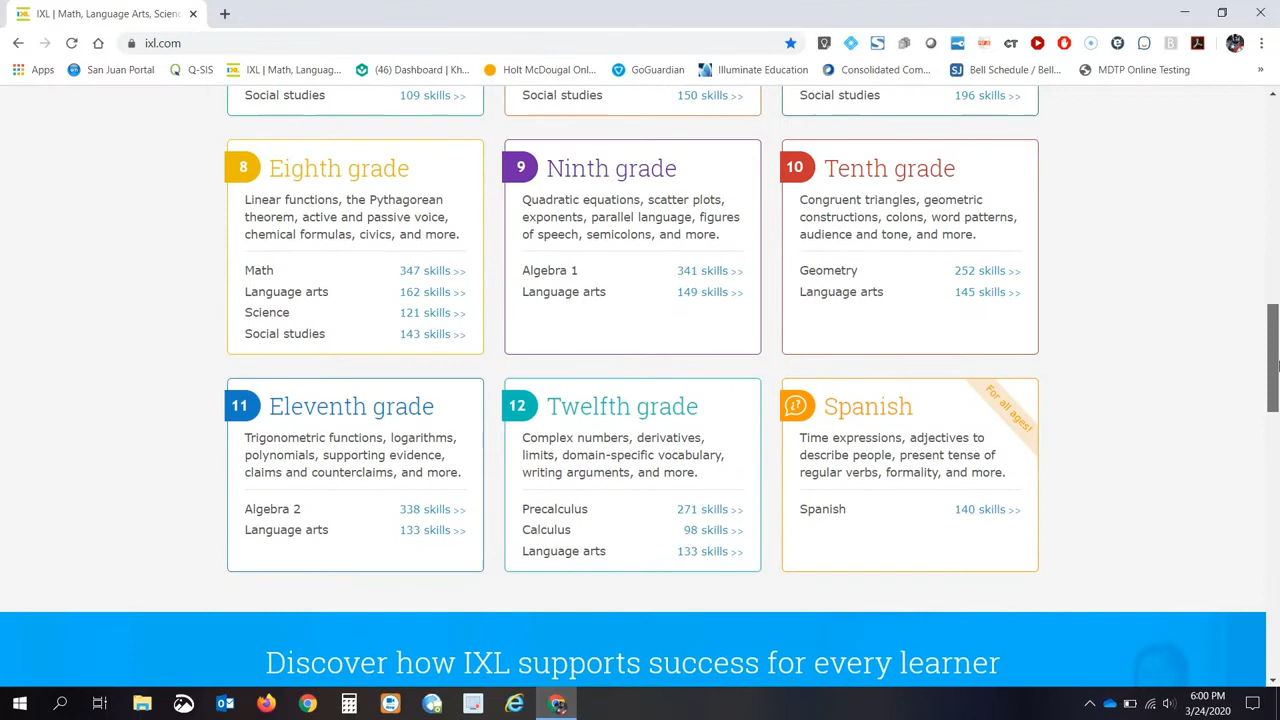 IXL | Math, Language Arts, Scienc
ixl.com
Apps
San Juan Portal
Q-SIS
IXL | Math, Languag...
(46) Dashboard | Kh...
Holt McDougal Onl...
GoGuardian
Illuminate Education
Consolidated Com...
Bell Schedule / Bell...
MDTP Online Testing
»
Social studies 109 skills >>
Social studies 150 skills >>
Social studies 196 skills >>
8 Eighth grade
Linear functions, the Pythagorean
theorem, active and passive voice,
chemical formulas, civics, and more.
Math 347 skills >>
Language arts 162 skills >>
Science 121 skills >>
Social studies 143 skills >>
9 Ninth grade
Quadratic equations, scatter plots,
exponents, parallel language, figures
of speech, semicolons, and more.
Algebra 1 341 skills >>
Language arts 149 skills >>
10 Tenth grade
Congruent triangles, geometric
constructions, colons, word patterns,
audience and tone, and more.
Geometry 252 skills >>
Language arts 145 skills >>
11 Eleventh grade
Trigonometric functions, logarithms,
polynomials, supporting evidence,
claims and counterclaims, and more.
Algebra 2 338 skills >>
Language arts 133 skills >>
12 Twelfth grade
Complex numbers, derivatives,
limits, domain-specific vocabulary,
writing arguments, and more.
Precalculus 271 skills >>
Calculus 98 skills >>
Language arts 133 skills >>
¿? Spanish
For all ages!
Time expressions, adjectives to
describe people, present tense of
regular verbs, formality, and more.
Spanish 140 skills >>
Discover how IXL supports success for every learner
6:00 PM
3/24/2020